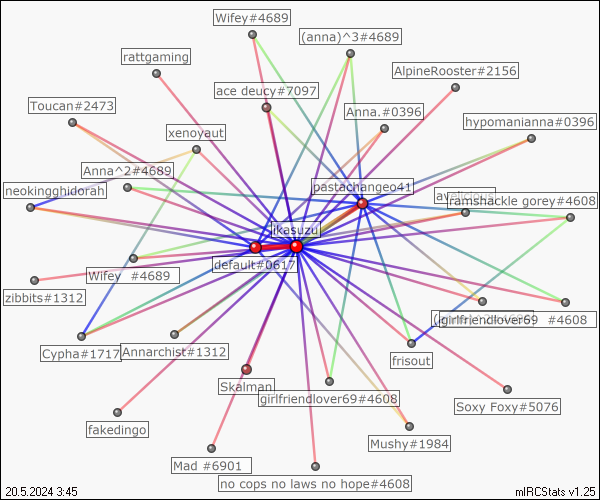 Wifey#4689
(anna)^3#4689
rattgaming
AlpineRooster#2156
ace deucy#7097
Toucan#2473
Anna.#0396
hypomanianna#0396
xenoyaut
Anna^2#4689
pastachangeo41
neokingghidorah
ramshackle gorey#4608
ikasuzui
default#0617
Wifey #4689
zibbits#1312
girlfriendlover69 #4608
Cypha#1717
Annarchist#1312
frisout
Skalman
girlfriendlover69#4608
Soxy Foxy#5076
fakedingo
Mushy#1984
Mad #6901
no cops no laws no hope#4608
20.5.2024 3:45
mIRCStats v1.25